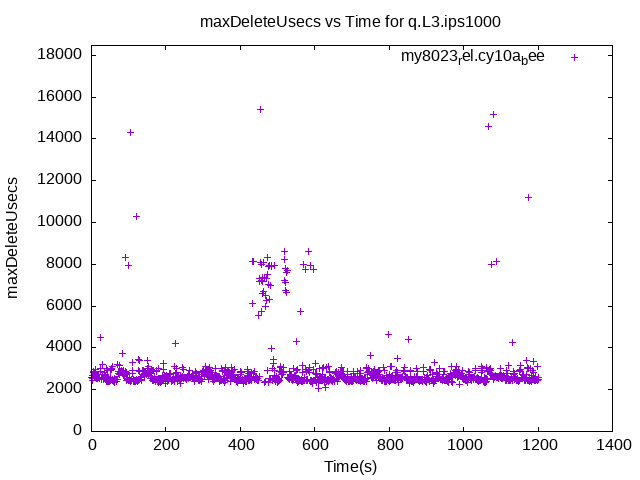 maxDeleteUsecs vs Time for q.L3.ips1000
my8023rel.cy10abee
18000
16000
14000
12000
10000
8000
6000
4000
2000
0
maxDeleteUsecs
0 200 400 600 800 1000 1200 1400
Time(s)